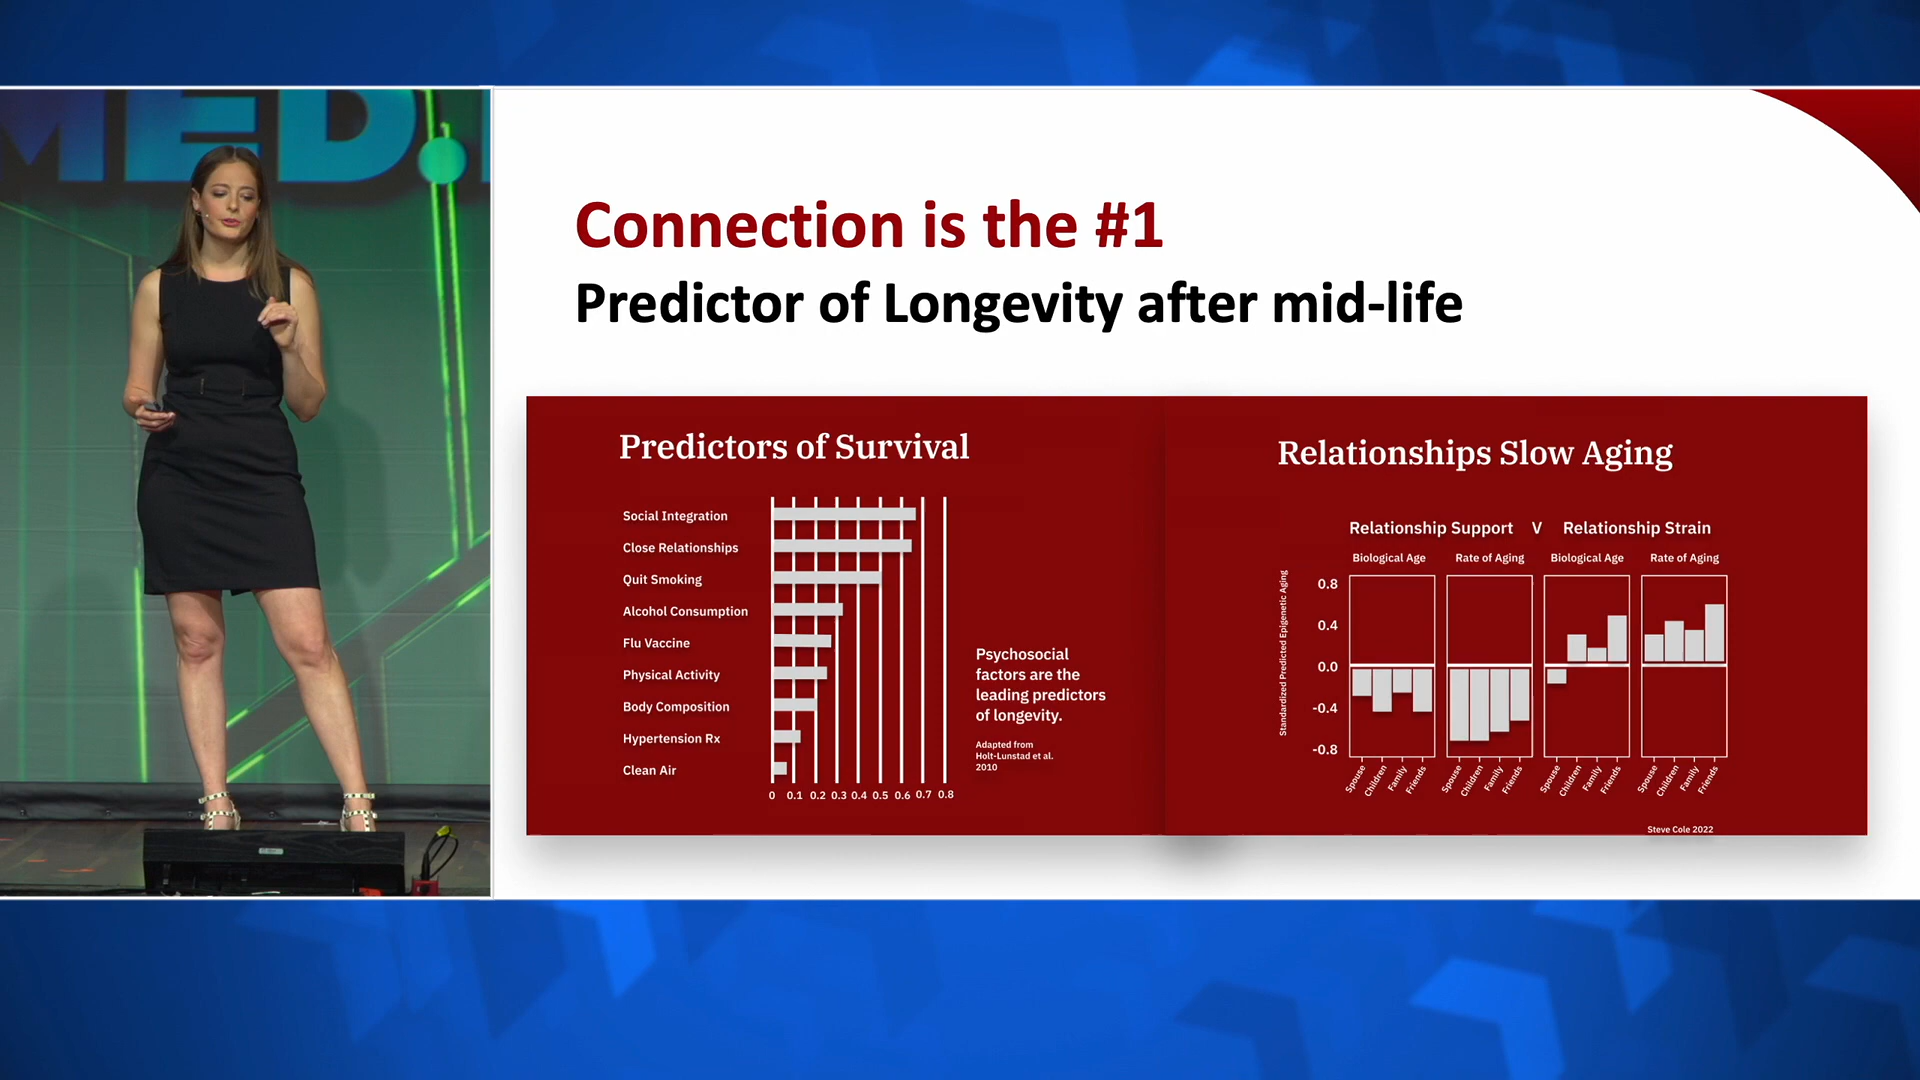 MED.
Connection is the #1
Predictor of Longevity after mid-life
Predictors of Survival
Social Integration
Close Relationships
Quit Smoking
Alcohol Consumption
Flu Vaccine
Physical Activity
Body Composition
Hypertension Rx
Clean Air
0 0.1 0.2 0.3 0.4 0.5 0.6 0.7 0.8
Psychosocial
factors are the
leading predictors
of longevity.
Adapted from
Holt-Lunstad et al.
2010
Relationships Slow Aging
Relationship Support V Relationship Strain
Biological Age Rate of Aging Biological Age Rate of Aging
Standardized Predicted Epigenetic Aging
0.8
0.4
0.0
-0.4
-0.8
Spouse Children Family Friends Spouse Children Family Friends Spouse Children Family Friends Spouse Children Family Friends
Steve Cole 2022